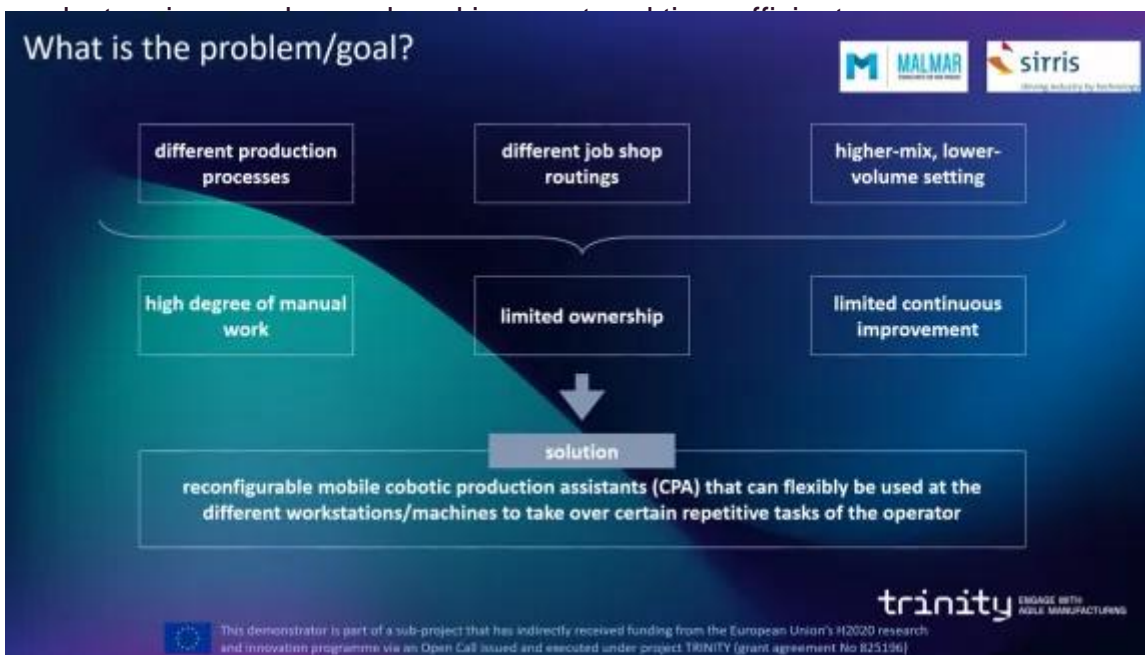 What is the problem/goal?
MALMAR
sirris
driving industry by technology
different production
processes
different job shop
routings
higher-mix, lower-
volume setting
high degree of manual
work
limited ownership
limited continuous
improvement
solution
reconfigurable mobile cobotic production assistants (CPA) that can flexibly be used at the
different workstations/machines to take over certain repetitive tasks of the operator
trinity
ENGAGE WITH
AGILE MANUFACTURING
This demonstrator is part of a sub-project that has indirectly received funding from the European Union's H2020 research
and innovation programme via an Open Call issued and executed under project TRINITY (grant agreement No 825196)